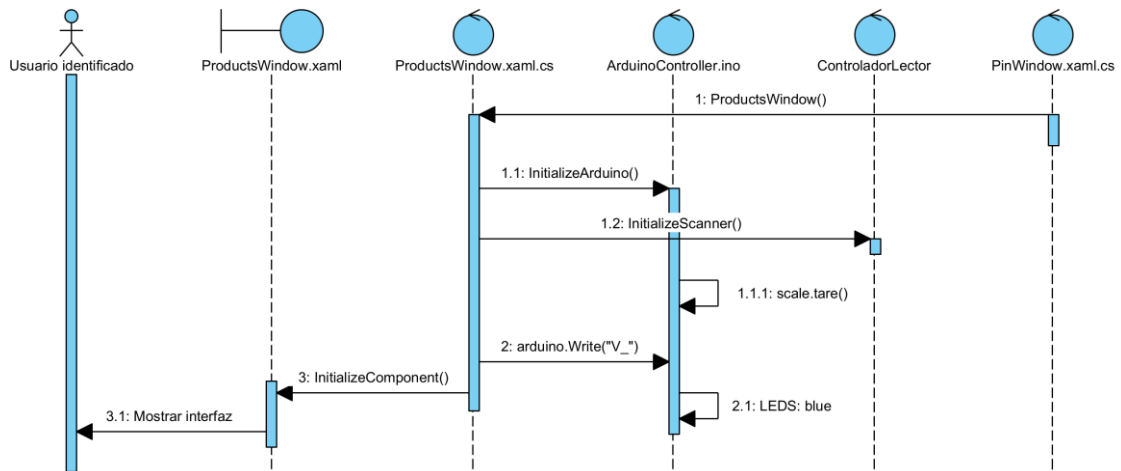 Usuario identificado
ProductsWindow.xaml
ProductsWindow.xaml.cs
ArduinoController.ino
ControladorLector
PinWindow.xaml.cs
1: ProductsWindow()
1.1: InitializeArduino()
1.2: InitializeScanner()
1.1.1: scale.tare()
2: arduino.Write("V_")
3: InitializeComponent()
2.1: LEDS: blue
3.1: Mostrar interfaz